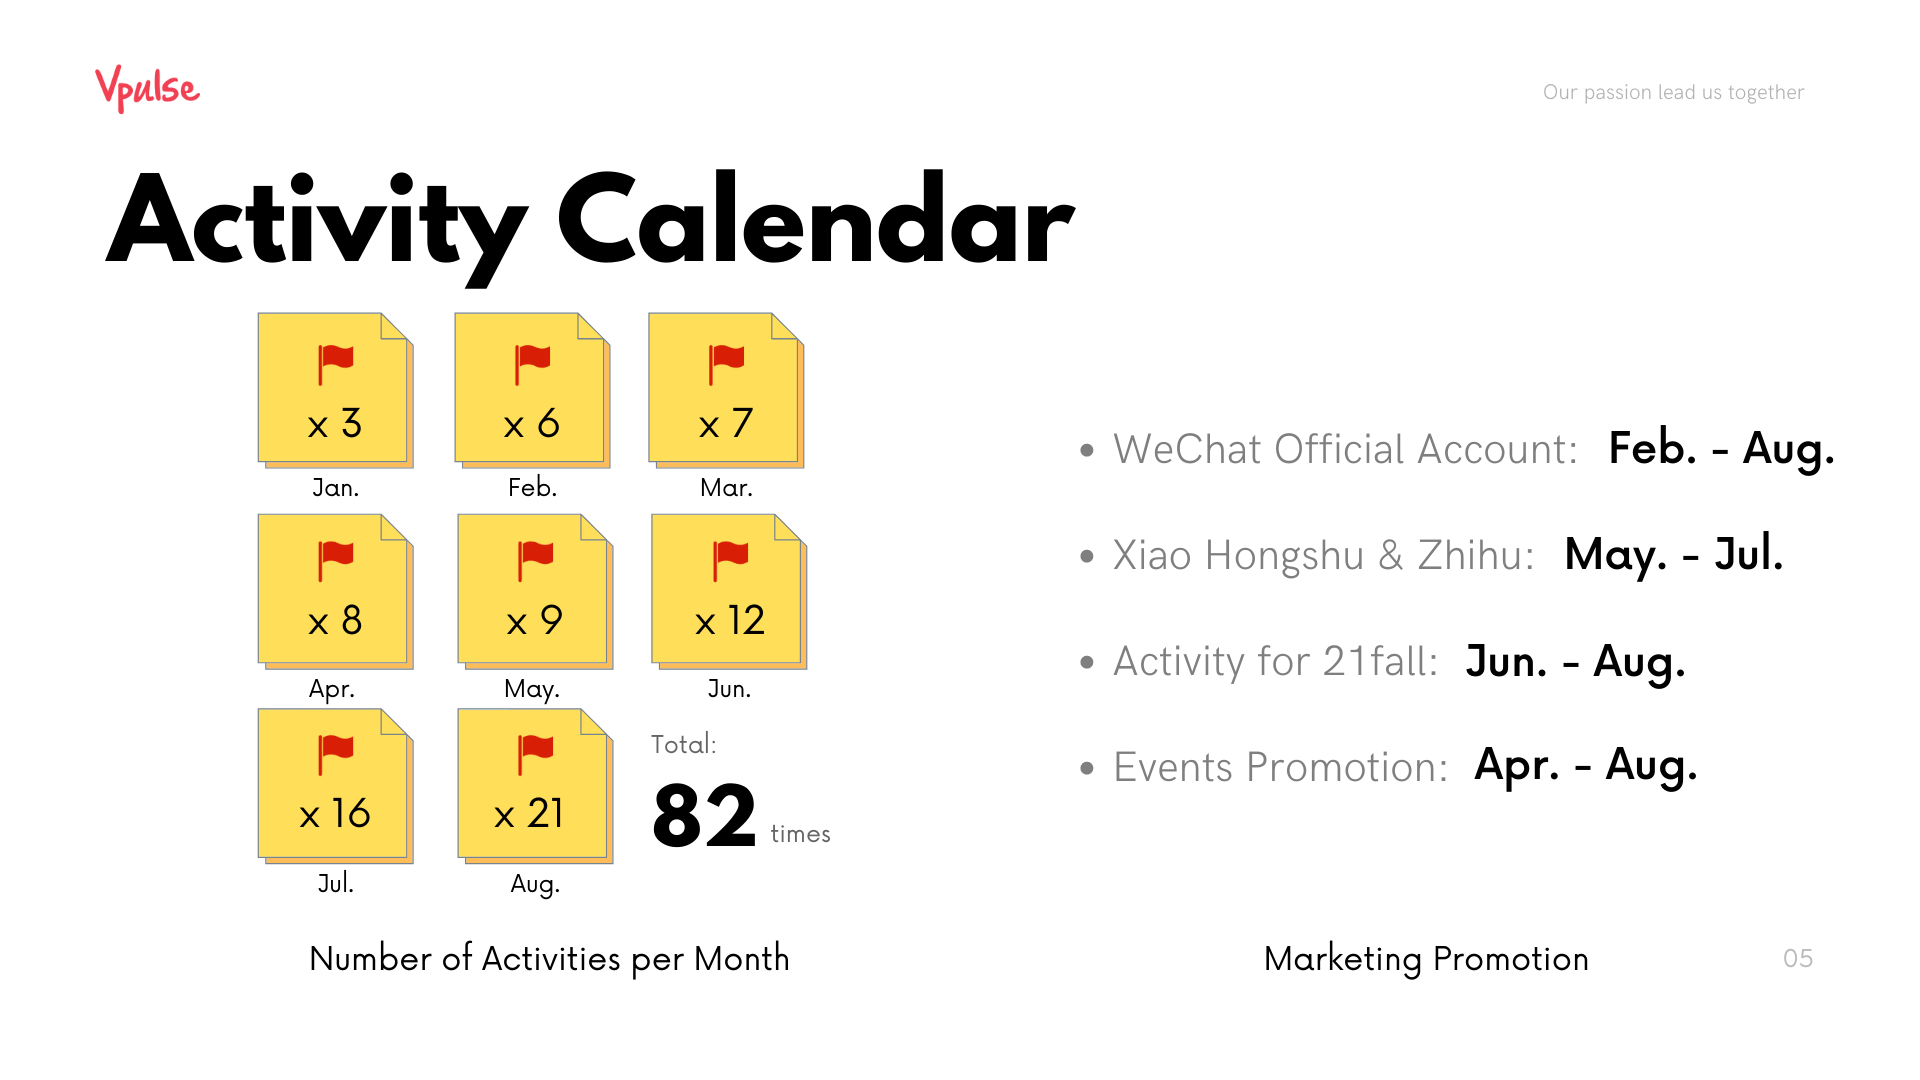 Vpulse
Our passion lead us together
Activity Calendar
x 3
x 6
x 7
Jan.
Feb.
Mar.
x 8
x 9
x 12
Apr.
May.
Jun.
x 16
x 21
Total:
82 times
Jul.
Aug.
Number of Activities per Month
• WeChat Official Account: Feb. - Aug.
• Xiao Hongshu & Zhihu: May. - Jul.
• Activity for 21fall: Jun. - Aug.
• Events Promotion: Apr. - Aug.
Marketing Promotion
05